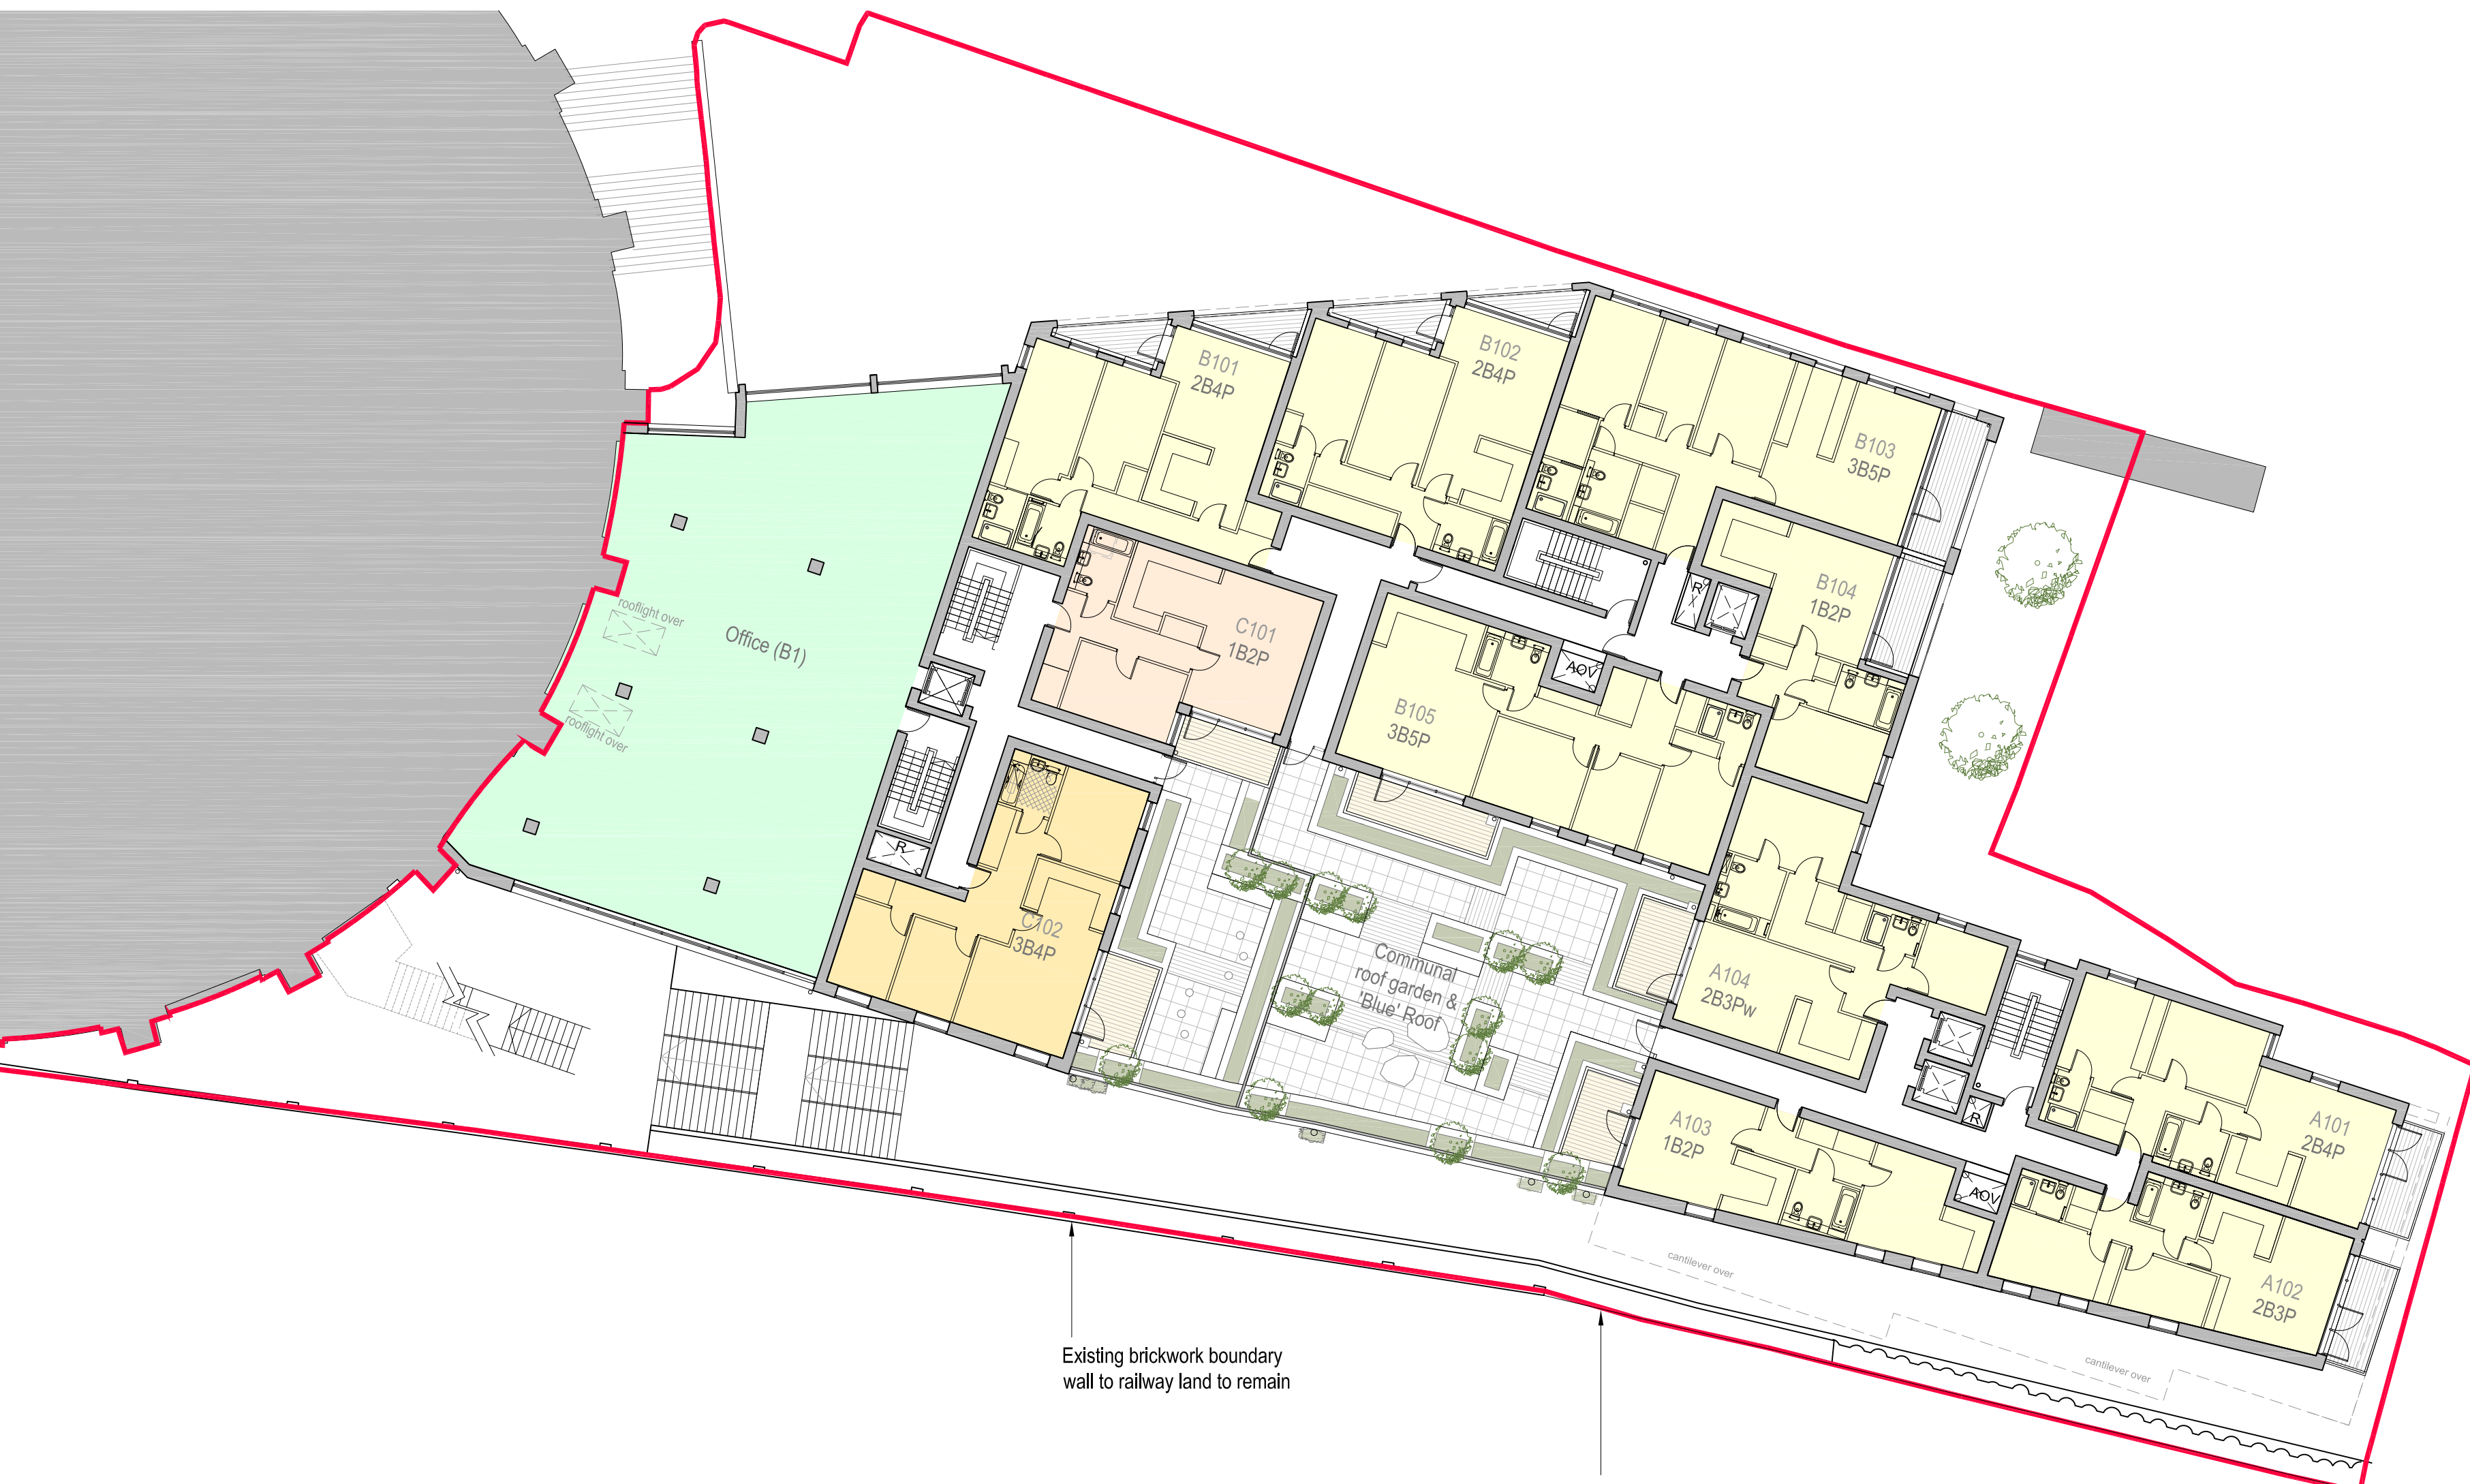 B101
2B4P
B102
2B4P
B103
3B5P
B104
1B2P
R
rooflight over
Office (B1)
rooflight over
C101
1B2P
AOV
B105
3B5P
R
C102
3B4P
Communal
roof garden &
'Blue' Roof
A104
2B3Pw
A103
1B2P
R
A101
2B4P
AOV
A102
2B3P
cantilever over
cantilever over
Existing brickwork boundary
wall to railway land to remain